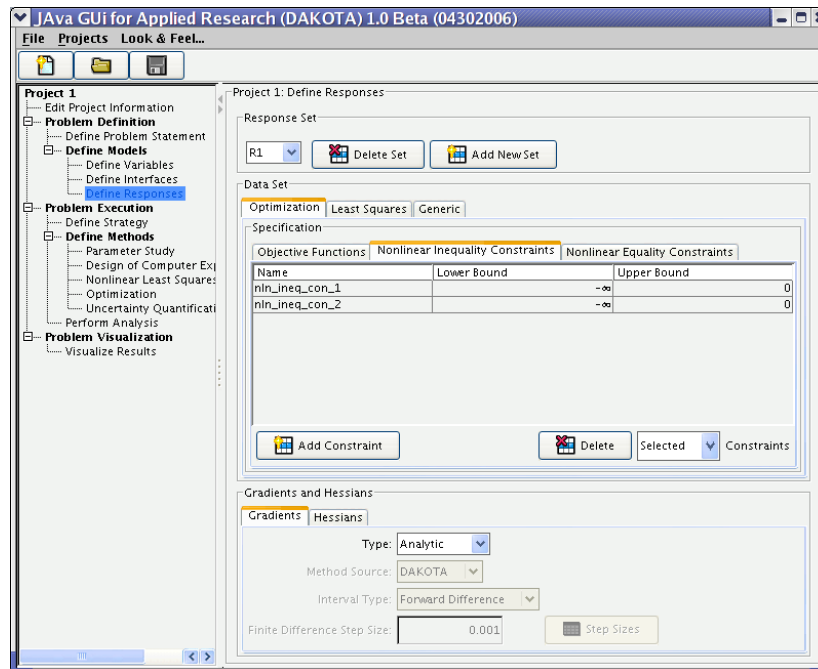 JAva GUi for Applied Research (DAKOTA) 1.0 Beta (04302006)
File Projects Look & Feel...
Project 1
Edit Project Information
Problem Definition
Define Problem Statement
Define Models
Define Variables
Define Interfaces
Define Responses
Problem Execution
Define Strategy
Define Methods
Parameter Study
Design of Computer Exp
Nonlinear Least Squares
Optimization
Uncertainty Quantificati
Perform Analysis
Problem Visualization
Visualize Results
Project 1: Define Responses
Response Set
R1 Delete Set Add New Set
Data Set
Optimization Least Squares Generic
Specification
Objective Functions Nonlinear Inequality Constraints Nonlinear Equality Constraints
Name Lower Bound Upper Bound
nln_ineq_con_1 -∞ 0
nln_ineq_con_2 -∞ 0
Add Constraint Delete Selected Constraints
Gradients and Hessians
Gradients Hessians
Type: Analytic
Method Source: DAKOTA
Interval Type: Forward Difference
Finite Difference Step Size: 0.001 Step Sizes